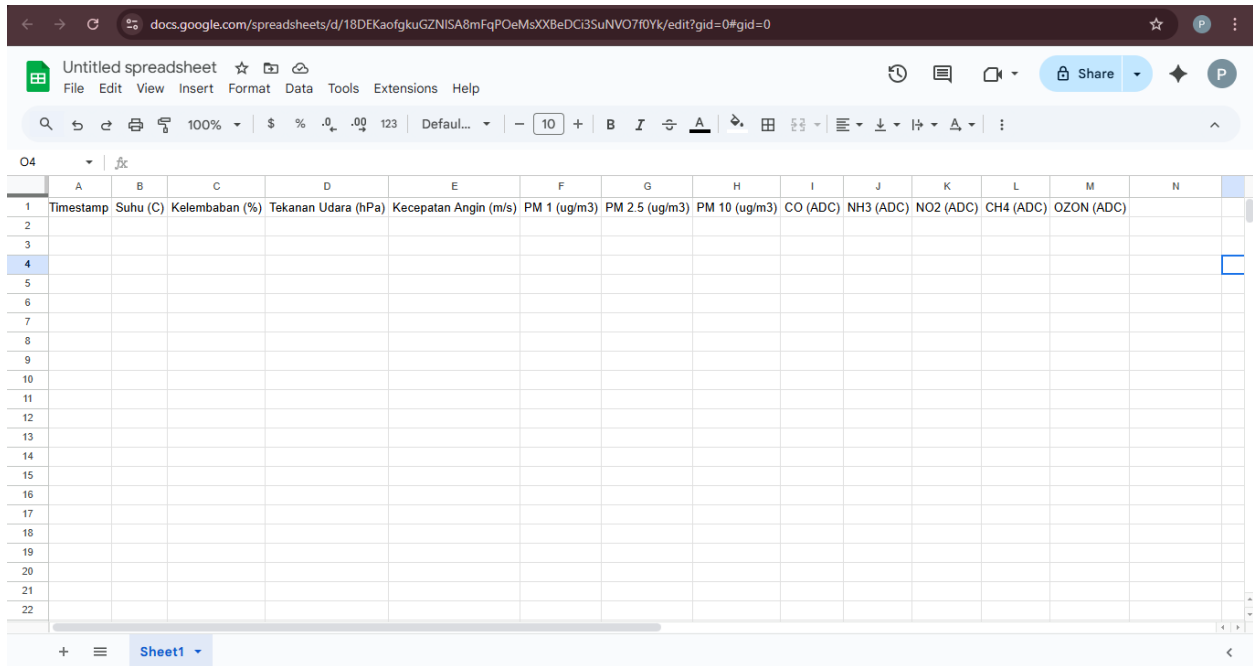 docs.google.com/spreadsheets/d/18DEKaofgkuGZNISA8mFqPOeMsXXBeDCi3SuNVO7f0Yk/edit?gid=0#gid=0
P
Untitled spreadsheet
File Edit View Insert Format Data Tools Extensions Help
Share
P
100% $ % .0 .00 123 Defaul... − 10 + B I A
O4 fx
A B C D E F G H I J K L M N
1 Timestamp Suhu (C) Kelembaban (%) Tekanan Udara (hPa) Kecepatan Angin (m/s) PM 1 (ug/m3) PM 2.5 (ug/m3) PM 10 (ug/m3) CO (ADC) NH3 (ADC) NO2 (ADC) CH4 (ADC) OZON (ADC)
2
3
4
5
6
7
8
9
10
11
12
13
14
15
16
17
18
19
20
21
22
Sheet1